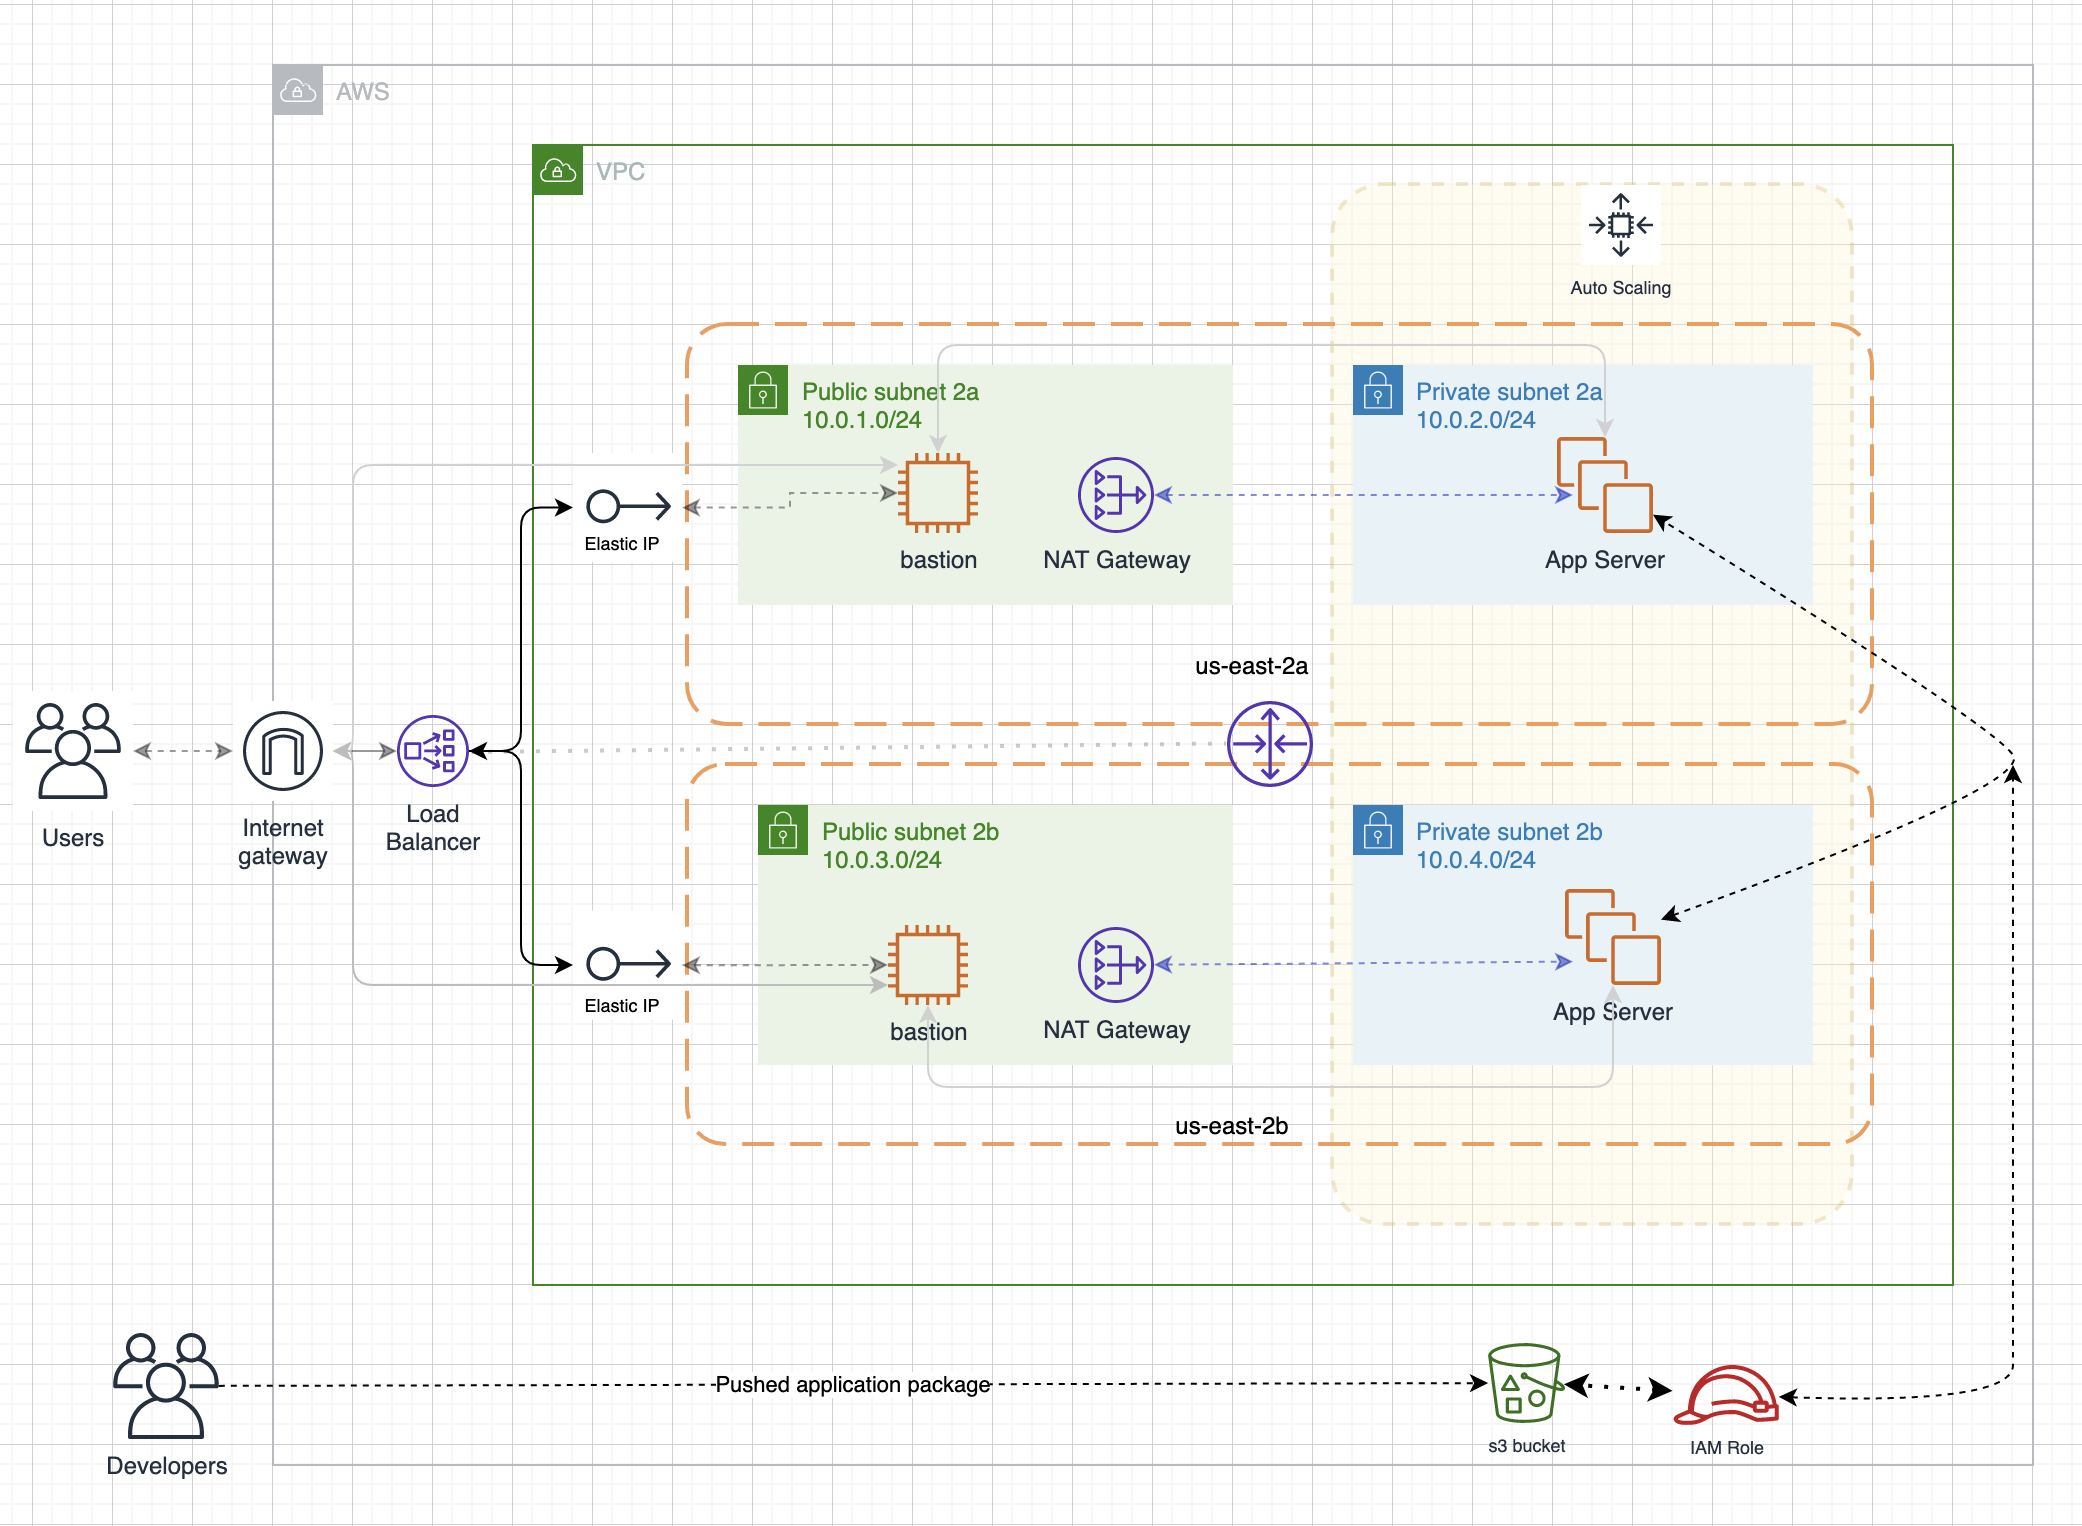 AWS
VPC
Auto Scaling
Public subnet 2a
10.0.1.0/24
Private subnet 2a
10.0.2.0/24
Elastic IP
bastion
NAT Gateway
App Server
us-east-2a
Users
Internet
gateway
Load
Balancer
Public subnet 2b
10.0.3.0/24
Private subnet 2b
10.0.4.0/24
Elastic IP
bastion
NAT Gateway
App Server
us-east-2b
Developers
Pushed application package
s3 bucket
IAM Role